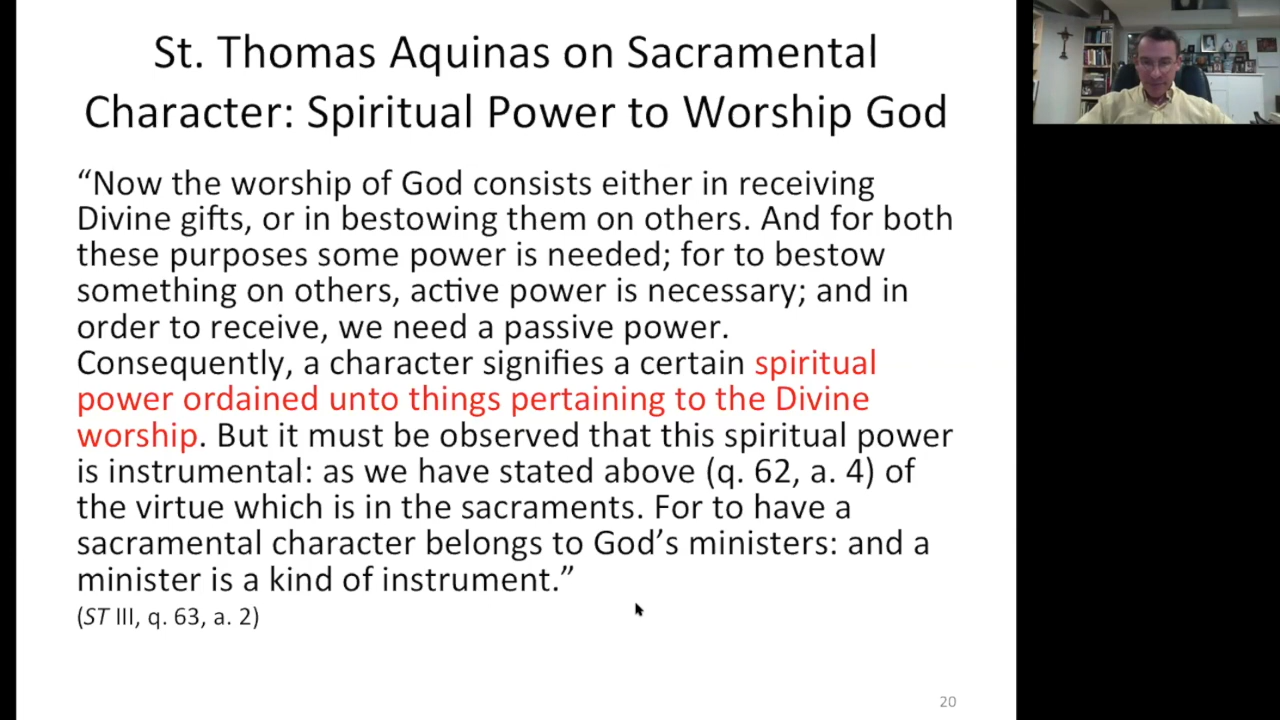 St. Thomas Aquinas on Sacramental
Character: Spiritual Power to Worship God
“Now the worship of God consists either in receiving
Divine gifts, or in bestowing them on others. And for both
these purposes some power is needed; for to bestow
something on others, active power is necessary; and in
order to receive, we need a passive power.
Consequently, a character signifies a certain spiritual
power ordained unto things pertaining to the Divine
worship. But it must be observed that this spiritual power
is instrumental: as we have stated above (q. 62, a. 4) of
the virtue which is in the sacraments. For to have a
sacramental character belongs to God’s ministers: and a
minister is a kind of instrument.”
(ST III, q. 63, a. 2)
20